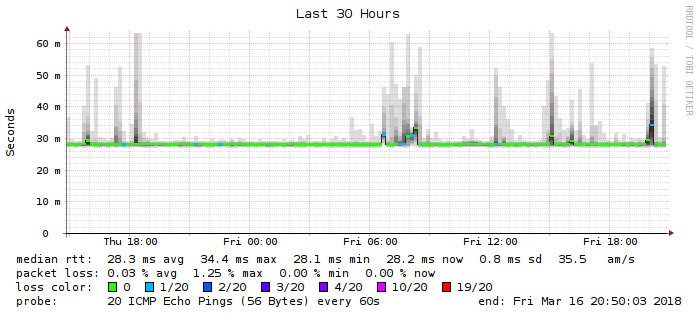 Last 30 Hours
RRDTOOL / TOBI OETIKER
Seconds
60 m
50 m
40 m
30 m
20 m
10 m
0
Thu 18:00 Fri 00:00 Fri 06:00 Fri 12:00 Fri 18:00
median rtt: 28.3 ms avg 34.4 ms max 28.1 ms min 28.2 ms now 0.8 ms sd 35.5 am/s
packet loss: 0.03 % avg 1.25 % max 0.00 % min 0.00 % now
loss color: 0 1/20 2/20 3/20 4/20 10/20 19/20
probe: 20 ICMP Echo Pings (56 Bytes) every 60s end: Fri Mar 16 20:50:03 2018